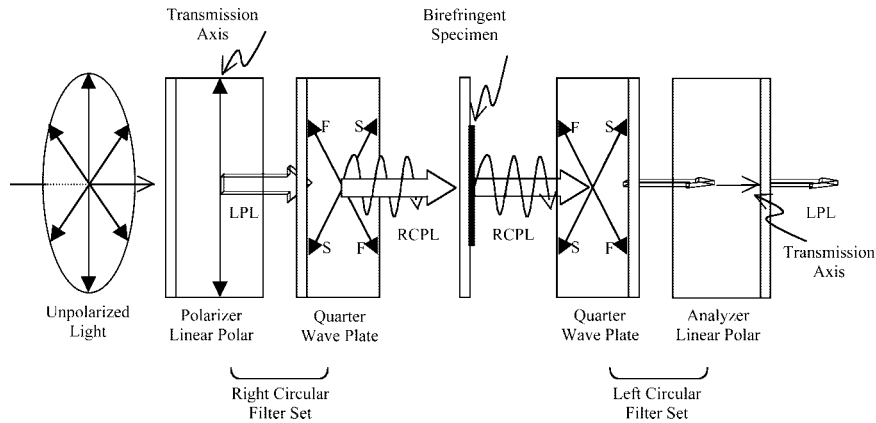 Transmission
Axis
Birefringent
Specimen
F
S
F
S
LPL
RCPL
RCPL
LPL
S
F
S
F
Transmission
Axis
Unpolarized
Light
Polarizer
Linear Polar
Quarter
Wave Plate
Quarter
Wave Plate
Analyzer
Linear Polar
Right Circular
Filter Set
Left Circular
Filter Set